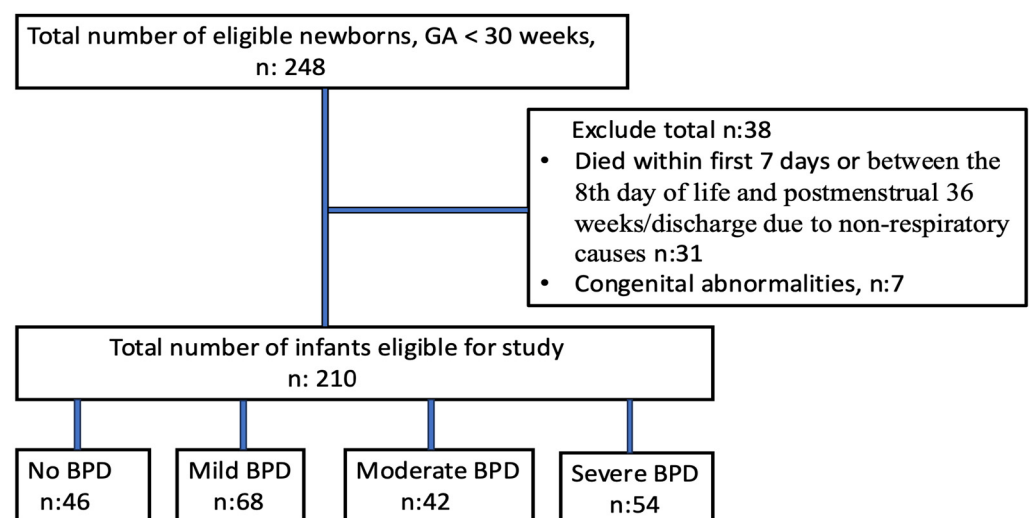 Total number of eligible newborns, GA < 30 weeks,
n: 248
Exclude total n:38
• Died within first 7 days or between the
8th day of life and postmenstrual 36
weeks/discharge due to non-respiratory
causes n:31
• Congenital abnormalities, n:7
Total number of infants eligible for study
n: 210
No BPD
n:46
Mild BPD
n:68
Moderate BPD
n:42
Severe BPD
n:54